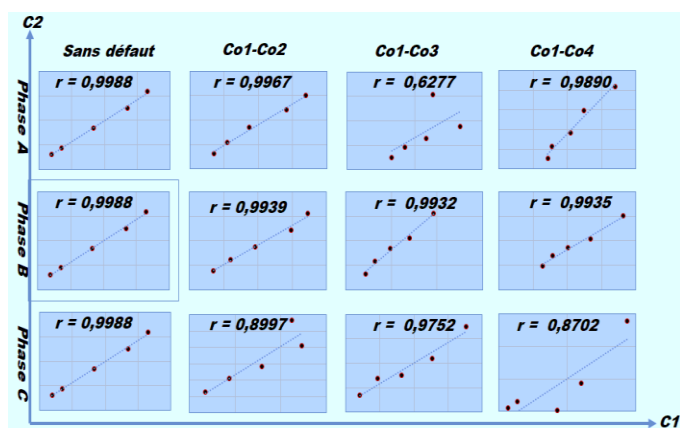 C2
Sans défaut Co1-Co2 Co1-Co3 Co1-Co4
Phase A
r = 0,9988 r = 0,9967 r = 0,6277 r = 0,9890
Phase B
r = 0,9988 r = 0,9939 r = 0,9932 r = 0,9935
Phase C
r = 0,9988 r = 0,8997 r = 0,9752 r = 0,8702
C1